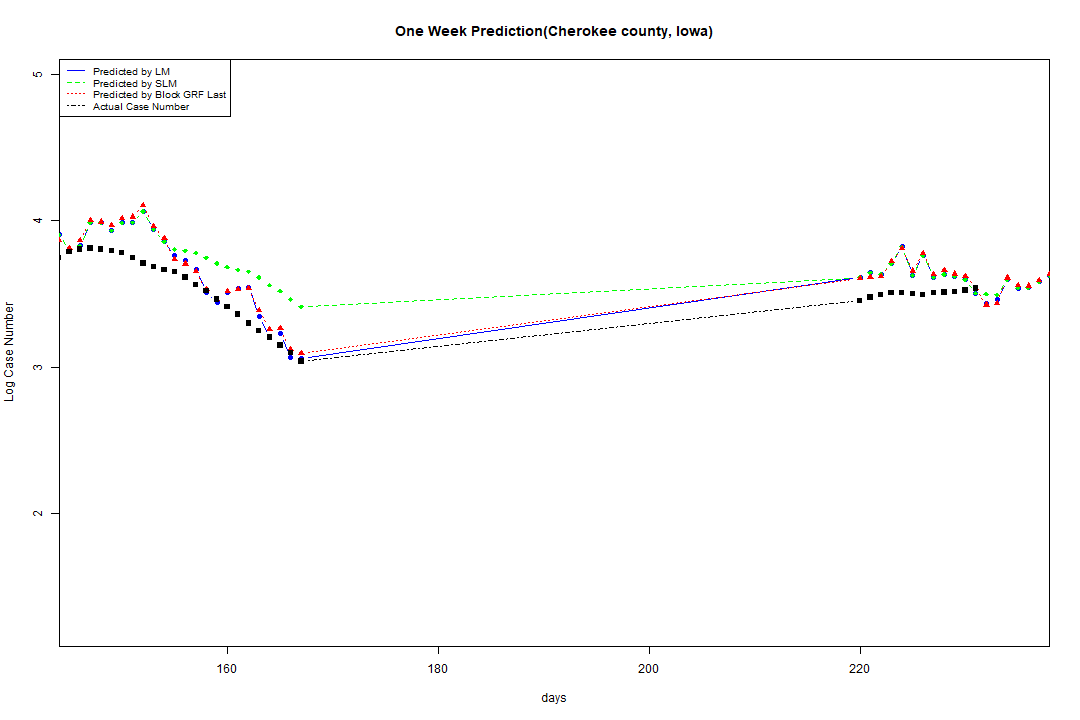 One Week Prediction(Cherokee county, Iowa)
Predicted by LM
Predicted by SLM
Predicted by Block GRF Last
Actual Case Number
5
4
3
2
Log Case Number
160 180 200 220
days